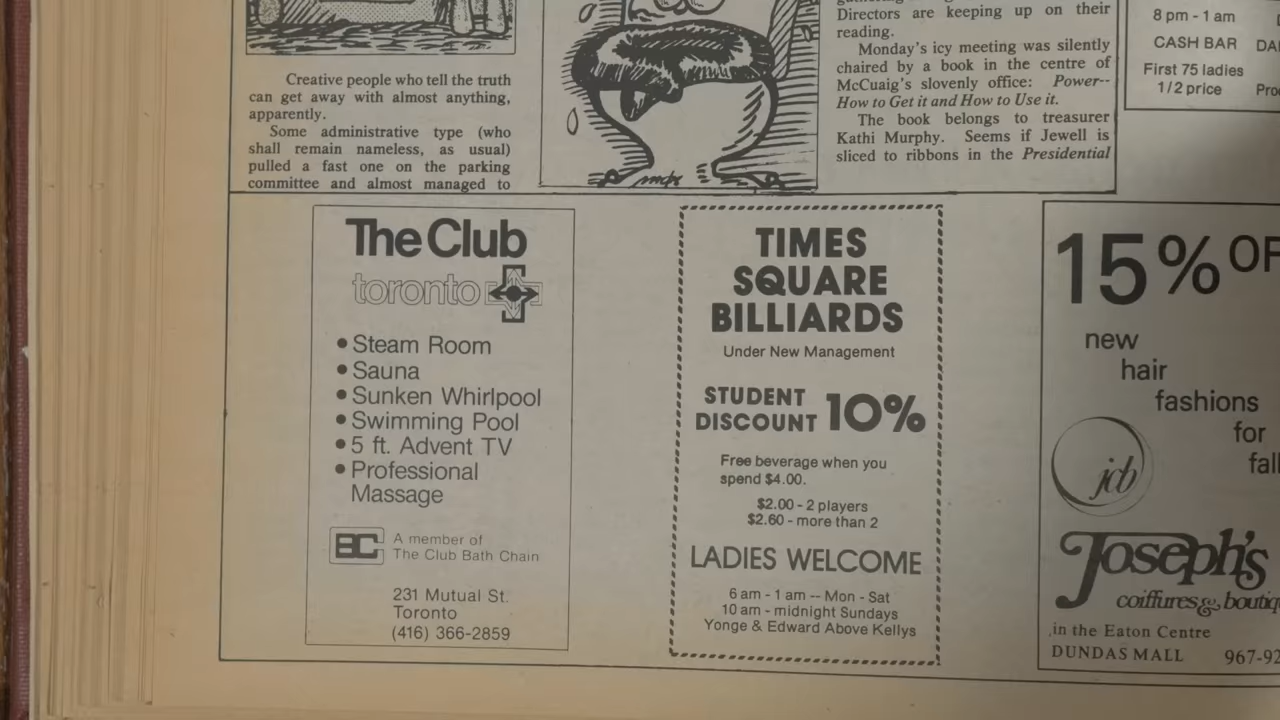 Creative people who tell the truth
can get away with almost anything,
apparently.
Some administrative type (who
shall remain nameless, as usual)
pulled a fast one on the parking
committee and almost managed to
Directors are keeping up on their
reading.
Monday's icy meeting was silently
chaired by a book in the centre of
McCuaig's slovenly office: Power--
How to Get it and How to Use it.
The book belongs to treasurer
Kathi Murphy. Seems if Jewell is
sliced to ribbons in the Presidential
8 pm - 1 am
CASH BAR
First 75 ladies
1/2 price
The Club
toronto
• Steam Room
• Sauna
• Sunken Whirlpool
• Swimming Pool
• 5 ft. Advent TV
• Professional
Massage
BC
A member of
The Club Bath Chain
231 Mutual St.
Toronto
(416) 366-2859
TIMES
SQUARE
BILLIARDS
Under New Management
STUDENT
DISCOUNT 10%
Free beverage when you
spend $4.00.
$2.00 - 2 players
$2.60 - more than 2
LADIES WELCOME
6 am - 1 am -- Mon - Sat
10 am - midnight Sundays
Yonge & Edward Above Kellys
15% OF
new
hair
fashions
for
fall
jcb
Joseph's
coiffures & boutiq
in the Eaton Centre
DUNDAS MALL 967-92